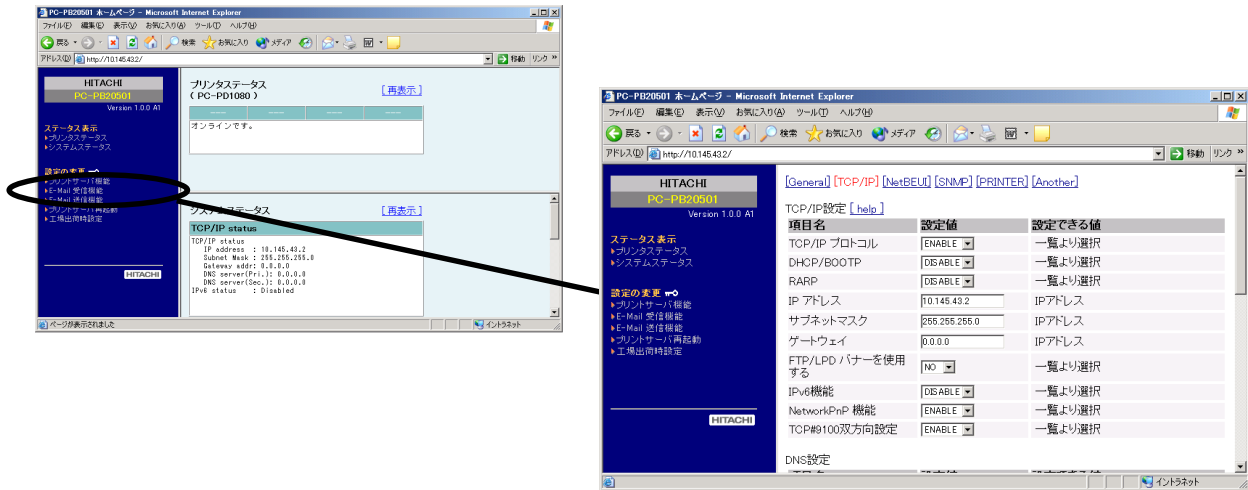 PC-PB20501 ホームページ - Microsoft Internet Explorer
ファイル(F) 編集(E) 表示(V) お気に入り(A) ツール(T) ヘルプ(H)
戻る 検索 お気に入り メディア
アドレス(D) http://10.145.43.2/ 移動 リンク »
HITACHI
PC-PB20501
Version 1.0.0 A1
ステータス表示
プリンタステータス
システムステータス
設定の変更
プリントサーバ機能
E-Mail 受信機能
E-Mail 送信機能
プリントサーバ再起動
工場出荷時設定
HITACHI
プリンタステータス
( PC-PD1080 )
[ 再表示 ]
---- ---- ---- ----
オンラインです。
システムステータス
[ 再表示 ]
TCP/IP status
TCP/IP status
IP address : 10.145.43.2
Subnet Mask : 255.255.255.0
Gateway addr: 0.0.0.0
DNS server(Pri.): 0.0.0.0
DNS server(Sec.): 0.0.0.0
IPv6 status : Disabled
ページが表示されました
イントラネット
PC-PB20501 ホームページ - Microsoft Internet Explorer
ファイル(F) 編集(E) 表示(V) お気に入り(A) ツール(T) ヘルプ(H)
戻る 検索 お気に入り メディア
アドレス(D) http://10.145.43.2/ 移動 リンク »
HITACHI
PC-PB20501
Version 1.0.0 A1
ステータス表示
プリンタステータス
システムステータス
設定の変更
プリントサーバ機能
E-Mail 受信機能
E-Mail 送信機能
プリントサーバ再起動
工場出荷時設定
HITACHI
[General] [TCP/IP] [NetBEUI] [SNMP] [PRINTER] [Another]
TCP/IP設定 [ help ]
項目名 設定値 設定できる値
TCP/IP プロトコル ENABLE 一覧より選択
DHCP/BOOTP DISABLE 一覧より選択
RARP DISABLE 一覧より選択
IP アドレス 10.145.43.2 IPアドレス
サブネットマスク 255.255.255.0 IPアドレス
ゲートウェイ 0.0.0.0 IPアドレス
FTP/LPD バナーを使用
する NO 一覧より選択
IPv6機能 DISABLE 一覧より選択
NetworkPnP 機能 ENABLE 一覧より選択
TCP#9100双方向設定 ENABLE 一覧より選択
DNS設定
項目名 設定値 設定できる値
イントラネット